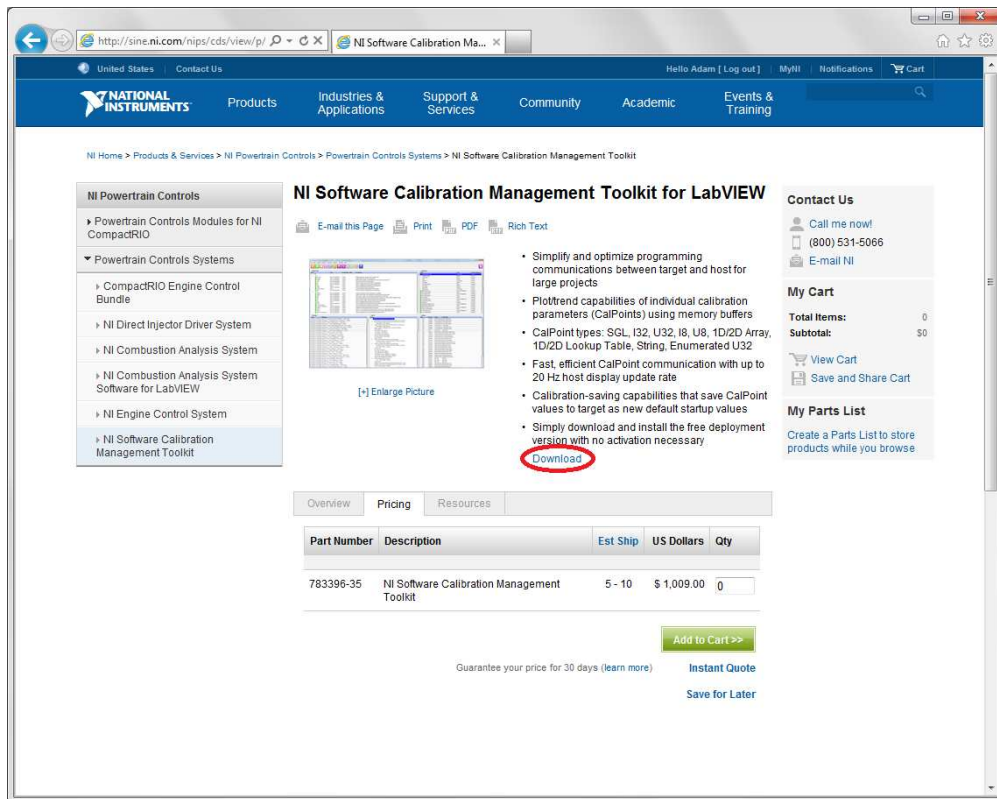 http://sine.ni.com/nips/cds/view/p/
NI Software Calibration Ma...
United States
Contact Us
Hello Adam [ Log out ]
MyNI
Notifications
Cart
NATIONAL INSTRUMENTS
Products
Industries & Applications
Support & Services
Community
Academic
Events & Training
NI Home > Products & Services > NI Powertrain Controls > Powertrain Controls Systems > NI Software Calibration Management Toolkit
NI Powertrain Controls
Powertrain Controls Modules for NI
CompactRIO
Powertrain Controls Systems
CompactRIO Engine Control
Bundle
NI Direct Injector Driver System
NI Combustion Analysis System
NI Combustion Analysis System
Software for LabVIEW
NI Engine Control System
NI Software Calibration
Management Toolkit
NI Software Calibration Management Toolkit for LabVIEW
E-mail this Page
Print
PDF
Rich Text
[+] Enlarge Picture
• Simplify and optimize programming
communications between target and host for
large projects
• Plot/trend capabilities of individual calibration
parameters (CalPoints) using memory buffers
• CalPoint types: SGL, I32, U32, I8, U8, 1D/2D Array,
1D/2D Lookup Table, String, Enumerated U32
• Fast, efficient CalPoint communication with up to
20 Hz host display update rate
• Calibration-saving capabilities that save CalPoint
values to target as new default startup values
• Simply download and install the free deployment
version with no activation necessary
Download
Contact Us
Call me now!
(800) 531-5066
E-mail NI
My Cart
Total Items: 0
Subtotal: $0
View Cart
Save and Share Cart
My Parts List
Create a Parts List to store
products while you browse
Overview
Pricing
Resources
Part Number Description Est Ship US Dollars Qty
783396-35 NI Software Calibration Management 5 - 10 $ 1,009.00 0
Toolkit
Add to Cart >>
Guarantee your price for 30 days (learn more)
Instant Quote
Save for Later